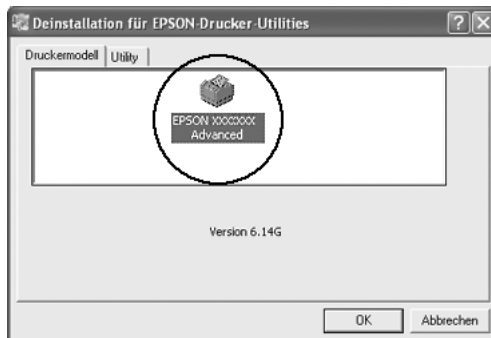 Deinstallation für EPSON-Drucker-Utilities
Druckermodell Utility
EPSON XXXXXXX
Advanced
Version 6.14G
OK Abbrechen